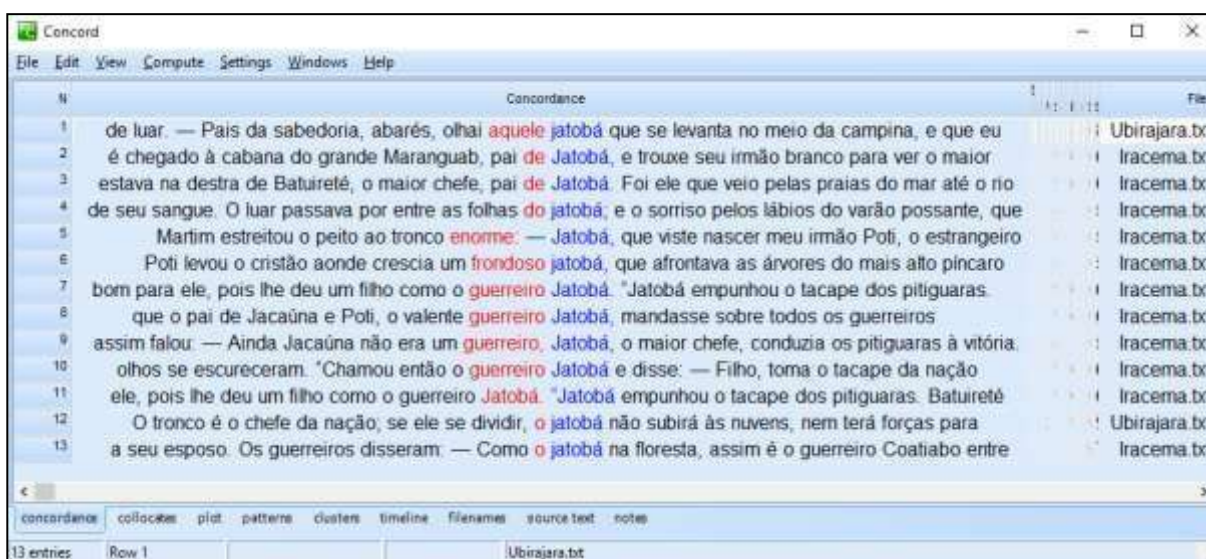 Concord
File Edit View Compute Settings Windows Help
N Concordance File
1 de luar. — Pais da sabedoria, abarés, olhai aquele jatobá que se levanta no meio da campina, e que eu Ubirajara.tx
2 é chegado à cabana do grande Maranguab, pai de Jatobá, e trouxe seu irmão branco para ver o maior Iracema.tx
3 estava na destra de Batuireté, o maior chefe, pai de Jatobá. Foi ele que veio pelas praias do mar até o rio Iracema.tx
4 de seu sangue. O luar passava por entre as folhas do jatobá; e o sorriso pelos lábios do varão possante, que Iracema.tx
5 Martim estreitou o peito ao tronco enorme: — Jatobá, que viste nascer meu irmão Poti, o estrangeiro Iracema.tx
6 Poti levou o cristão aonde crescia um frondoso jatobá, que afrontava as árvores do mais alto píncaro Iracema.tx
7 bom para ele, pois lhe deu um filho como o guerreiro Jatobá. "Jatobá empunhou o tacape dos pitiguaras. Iracema.tx
8 que o pai de Jacaúna e Poti, o valente guerreiro Jatobá, mandasse sobre todos os guerreiros Iracema.tx
9 assim falou: — Ainda Jacaúna não era um guerreiro, Jatobá, o maior chefe, conduzia os pitiguaras à vitória. Iracema.tx
10 olhos se escureceram. "Chamou então o guerreiro Jatobá e disse: — Filho, toma o tacape da nação Iracema.tx
11 ele, pois lhe deu um filho como o guerreiro Jatobá. "Jatobá empunhou o tacape dos pitiguaras. Batuireté Iracema.tx
12 O tronco é o chefe da nação; se ele se dividir, o jatobá não subirá às nuvens, nem terá forças para Ubirajara.tx
13 a seu esposo. Os guerreiros disseram: — Como o jatobá na floresta, assim é o guerreiro Coatiabo entre Iracema.tx
concordance collocates plot patterns clusters timeline filenames source text notes
13 entries Row 1 Ubirajara.txt